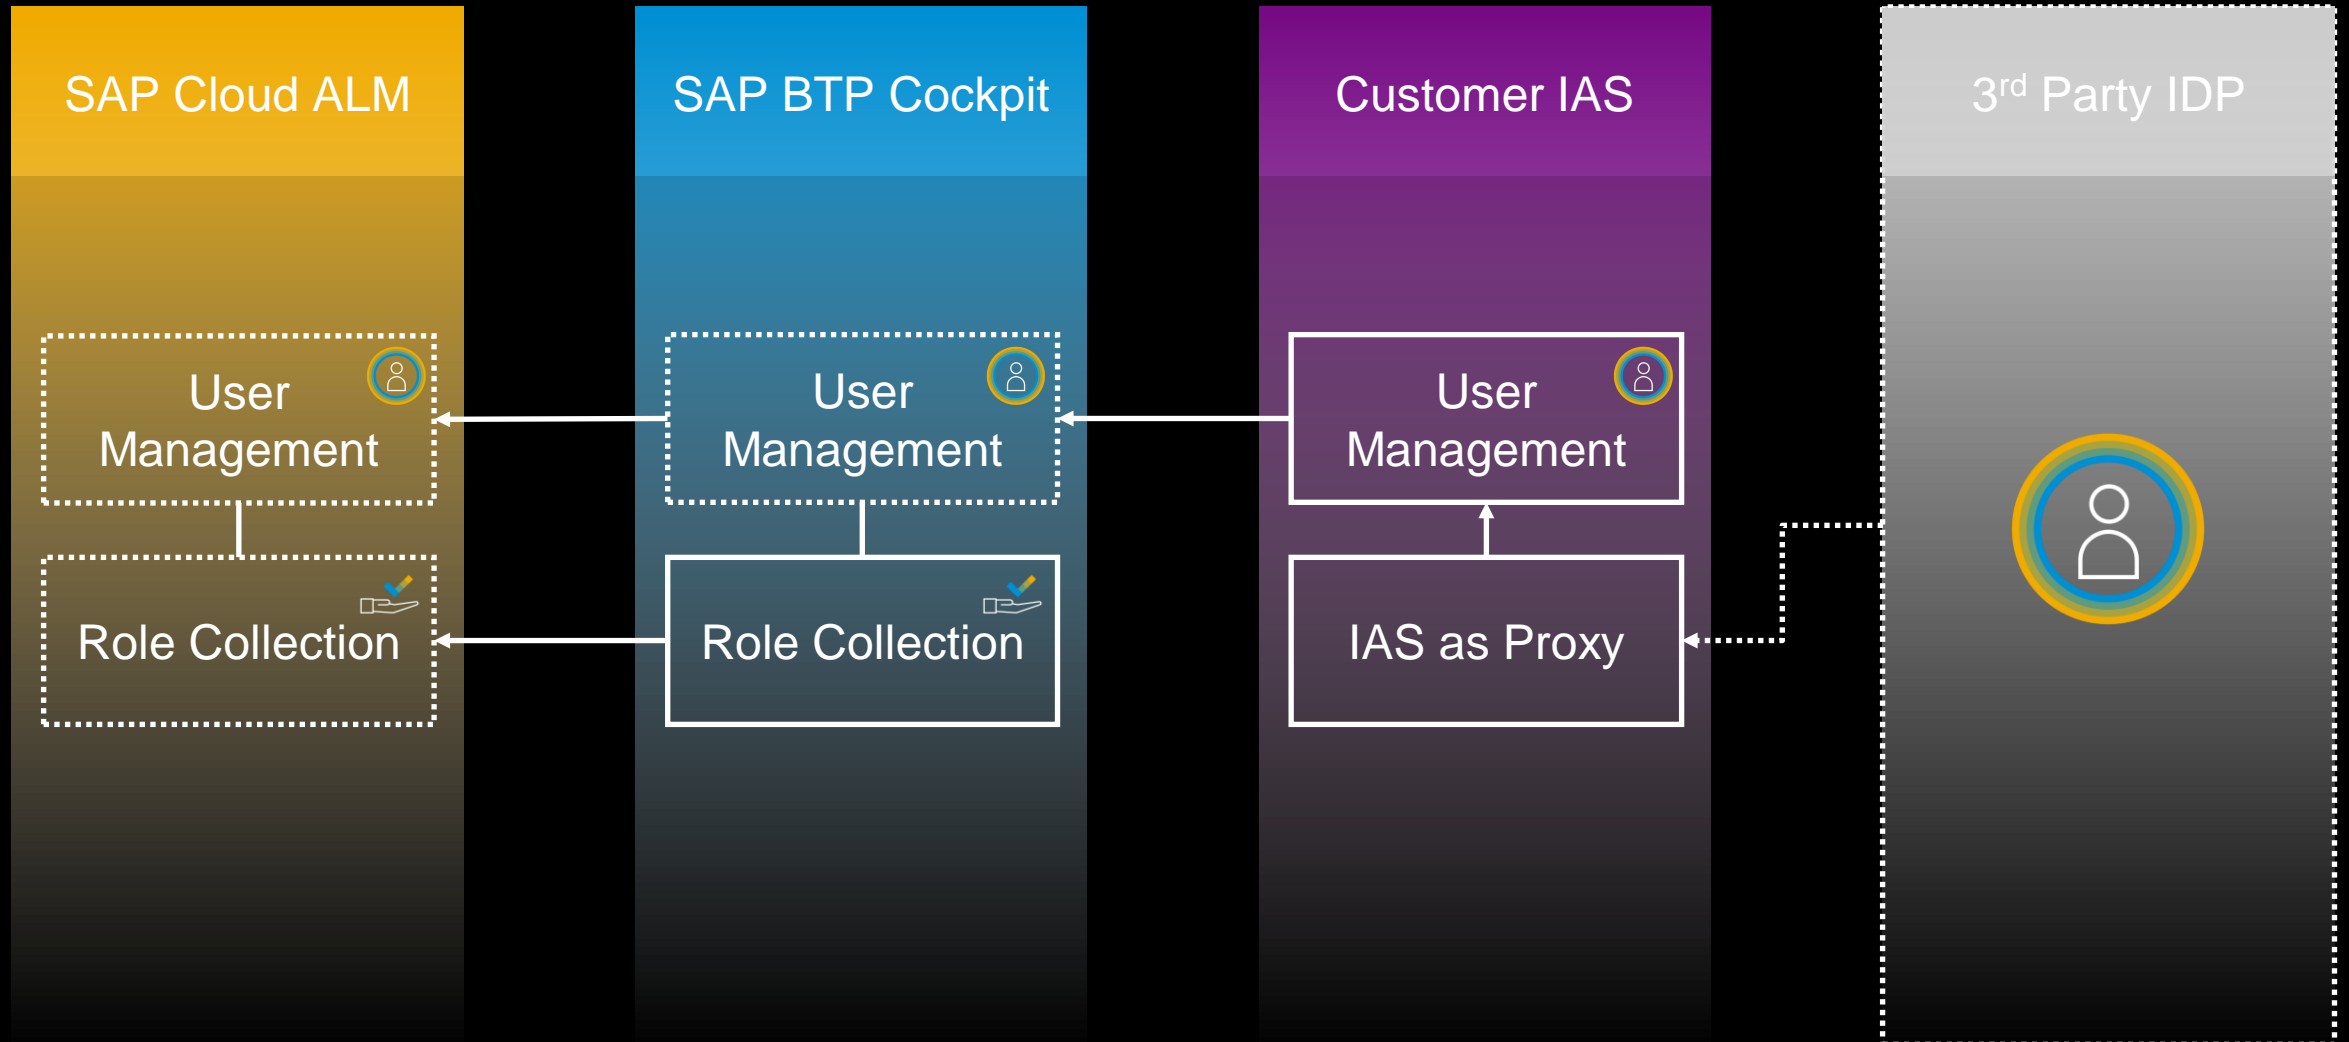 SAP Cloud ALM
SAP BTP Cockpit
Customer IAS
3rd Party IDP
User
Management
User
Management
User
Management
Role Collection
Role Collection
IAS as Proxy